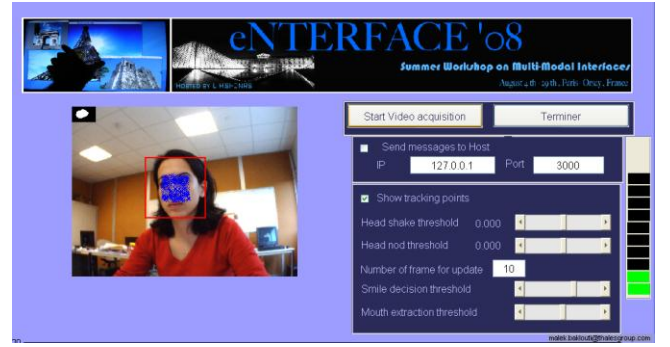 eNTERFACE '08
Summer Workshop on Multi-Modal Interfaces
August 4th - 29th, Paris - Orsay, France
HOSTED BY L
Start Video acquisition
Terminer
Send messages to Host
IP 127.0.0.1 Port 3000
Show tracking points
Head shake threshold 0.000
Head nod threshold 0.000
Number of frame for update 10
Smile decision threshold
Mouth extraction threshold
malek.baklouti@thalesgroup.com